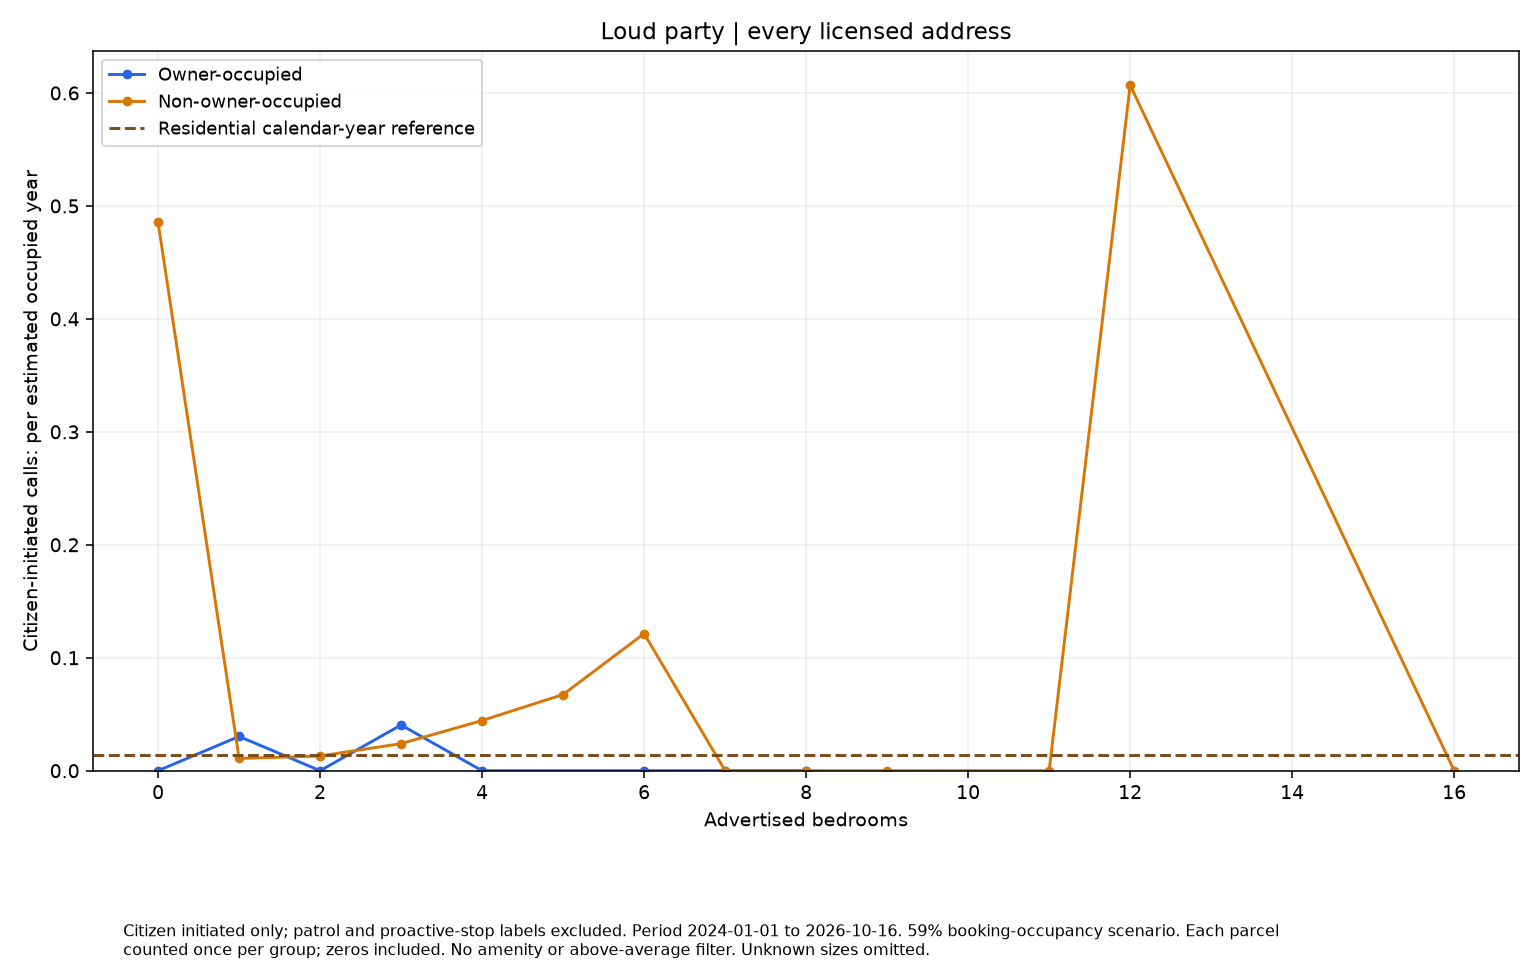 Loud party | every licensed address
Owner-occupied
Non-owner-occupied
Residential calendar-year reference
Citizen-initiated calls: per estimated occupied year
0.6
0.5
0.4
0.3
0.2
0.1
0.0
0 2 4 6 8 10 12 14 16
Advertised bedrooms
Citizen initiated only; patrol and proactive-stop labels excluded. Period 2024-01-01 to 2026-10-16. 59% booking-occupancy scenario. Each parcel
counted once per group; zeros included. No amenity or above-average filter. Unknown sizes omitted.